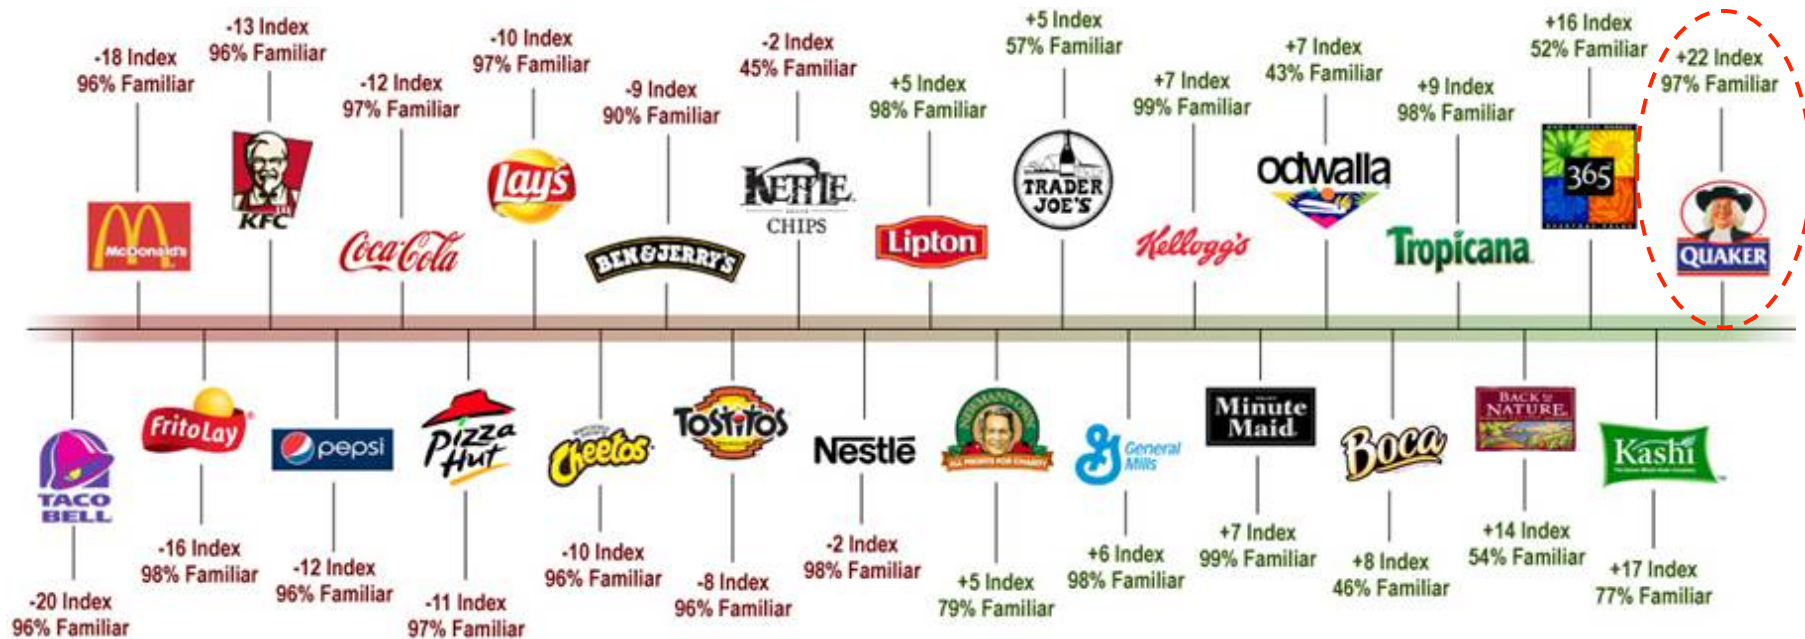 -18 Index
96% Familiar
McDonald's
-13 Index
96% Familiar
KFC
-12 Index
97% Familiar
Coca-Cola
-10 Index
97% Familiar
Lay's
-9 Index
90% Familiar
BEN & JERRY'S
-2 Index
45% Familiar
KETTLE
CHIPS
+5 Index
98% Familiar
Lipton
+5 Index
57% Familiar
TRADER
JOE'S
+7 Index
99% Familiar
Kellogg's
+7 Index
43% Familiar
odwalla
+9 Index
98% Familiar
Tropicana
+16 Index
52% Familiar
365
+22 Index
97% Familiar
QUAKER
TACO
BELL
-20 Index
96% Familiar
FritoLay
-16 Index
98% Familiar
pepsi
-12 Index
96% Familiar
Pizza
Hut
-11 Index
97% Familiar
Cheetos
-10 Index
96% Familiar
TOSTITOS
-8 Index
96% Familiar
Nestlé
-2 Index
98% Familiar
NEWMAN'S OWN
ALL PROFITS FOR CHARITY
+5 Index
79% Familiar
General
Mills
+6 Index
98% Familiar
Minute
Maid
+7 Index
99% Familiar
Boca
+8 Index
46% Familiar
BACK TO
NATURE
+14 Index
54% Familiar
Kashi
+17 Index
77% Familiar